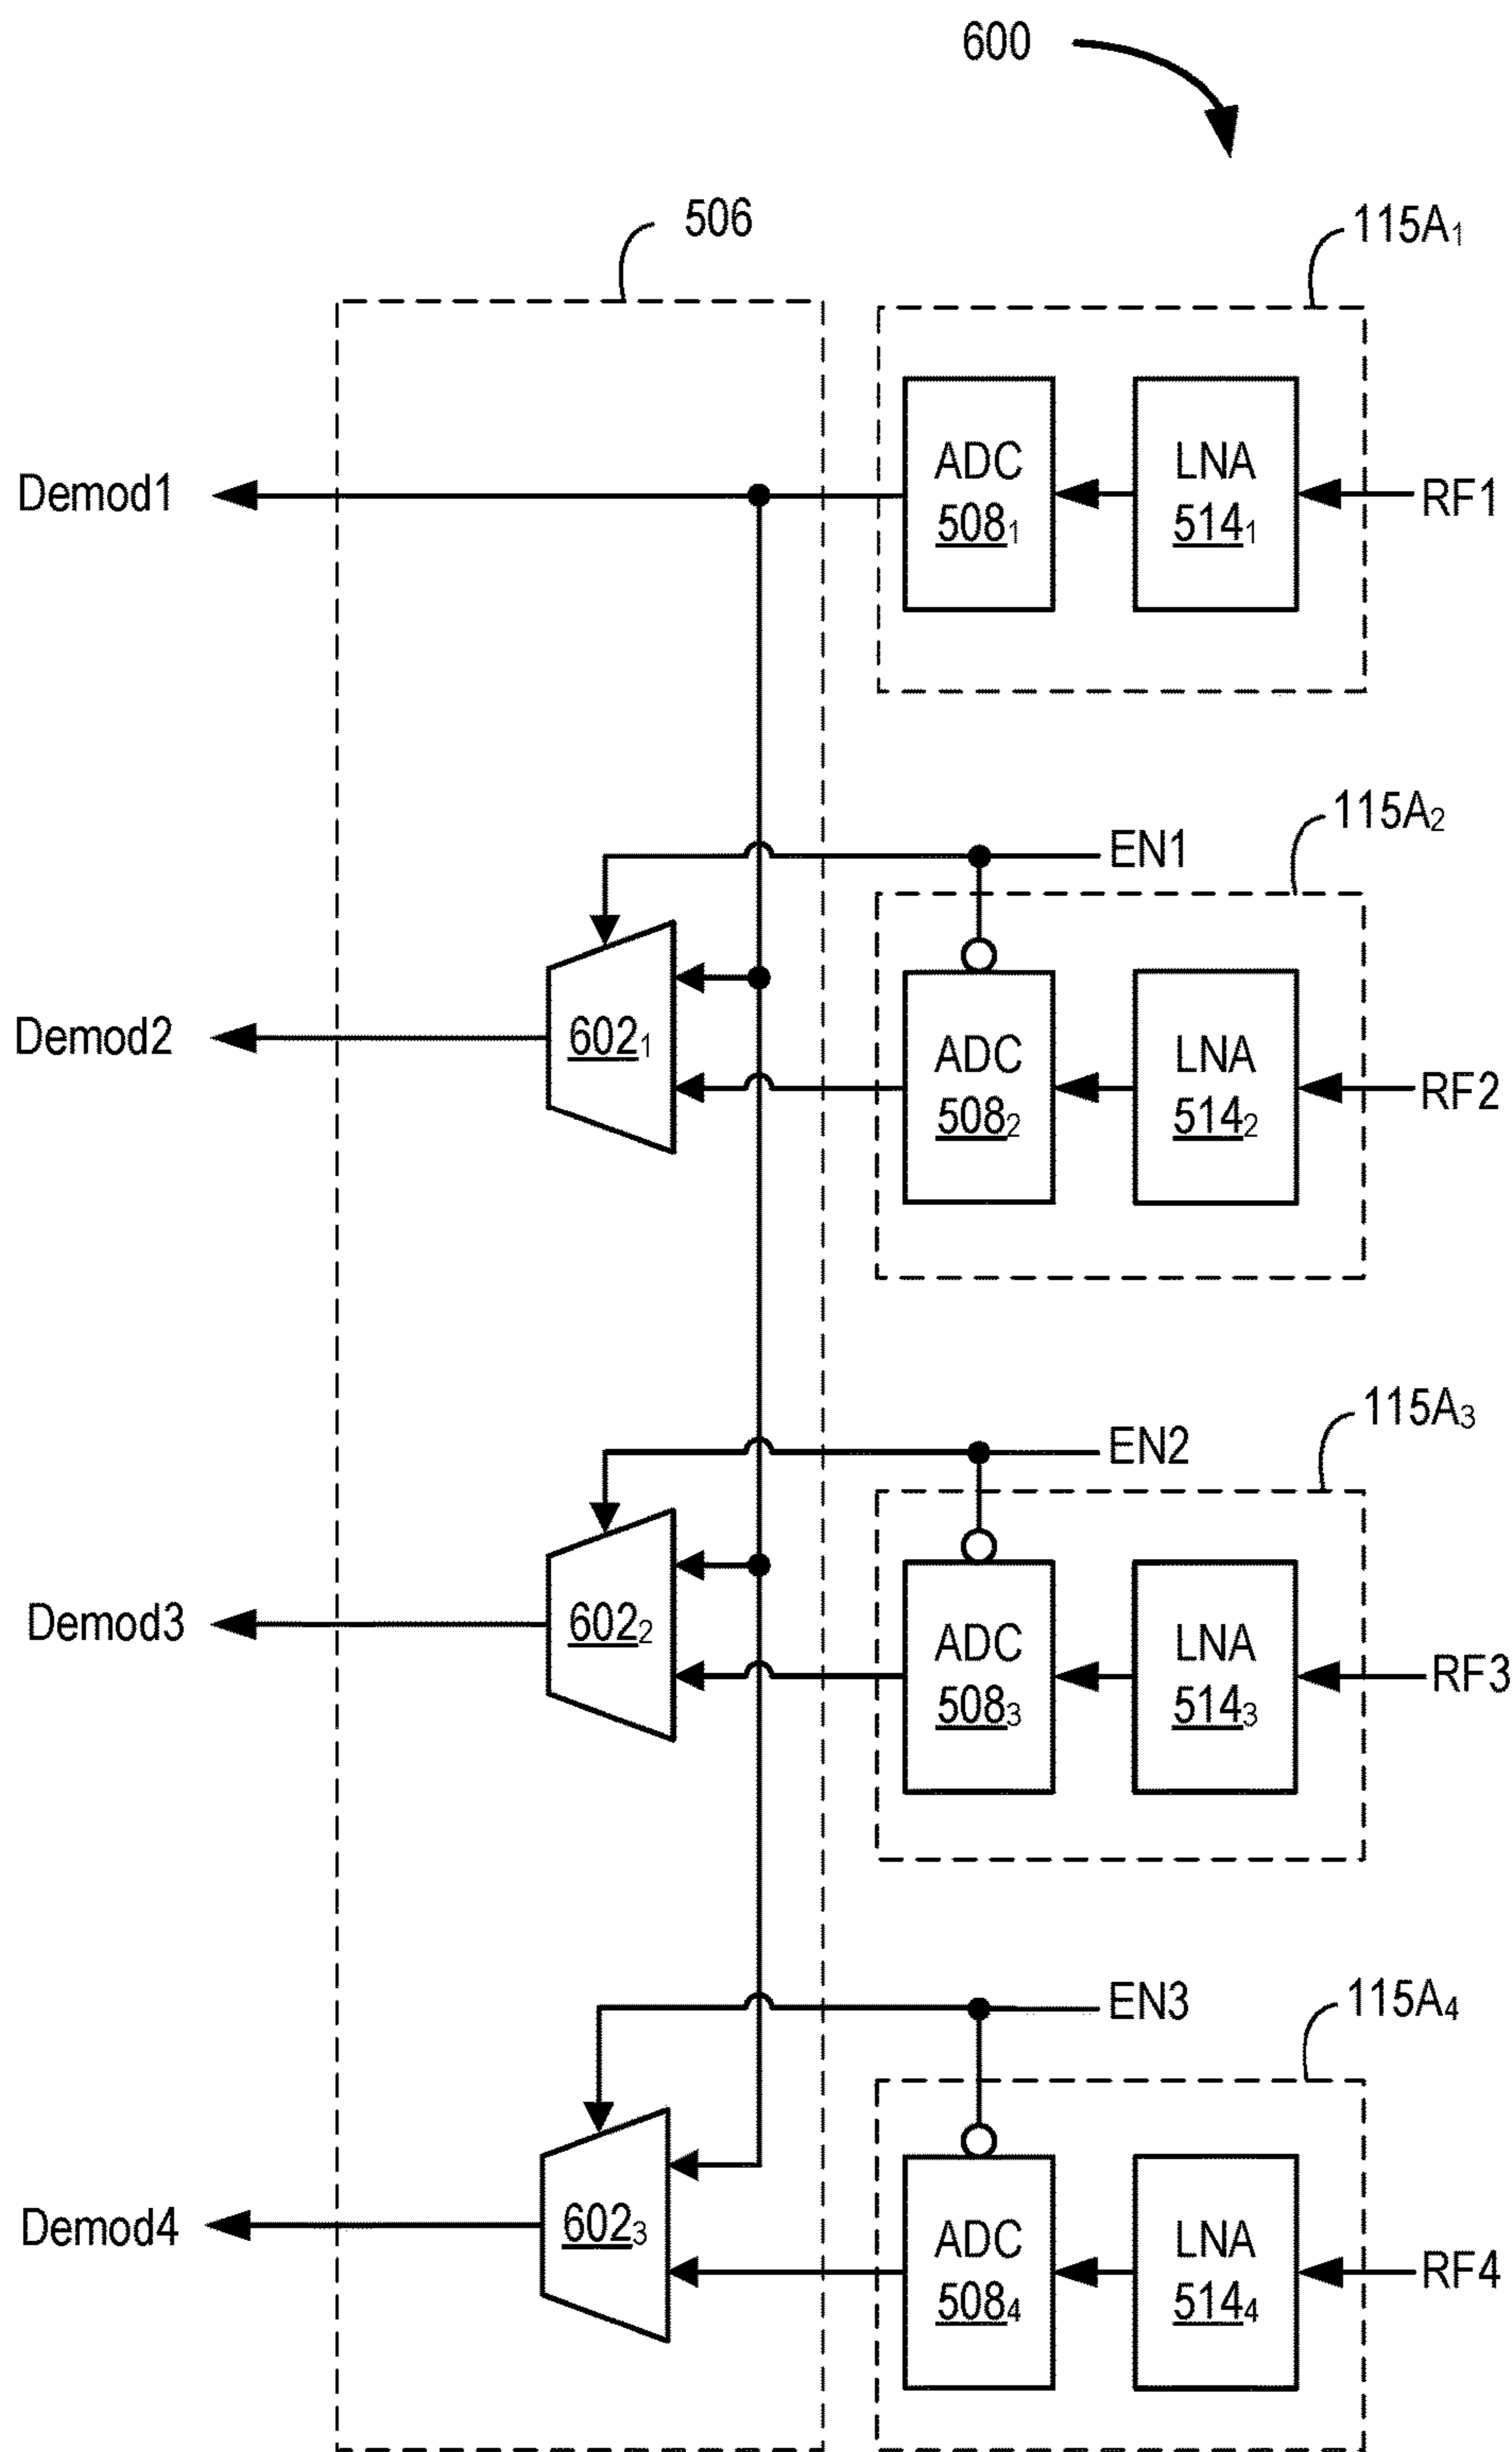 600
506
115A₁
ADC
508₁
LNA
514₁
Demod1
RF1
115A₂
EN1
Demod2
602₁
ADC
508₂
LNA
514₂
RF2
115A₃
EN2
Demod3
602₂
ADC
508₃
LNA
514₃
RF3
115A₄
EN3
Demod4
602₃
ADC
508₄
LNA
514₄
RF4